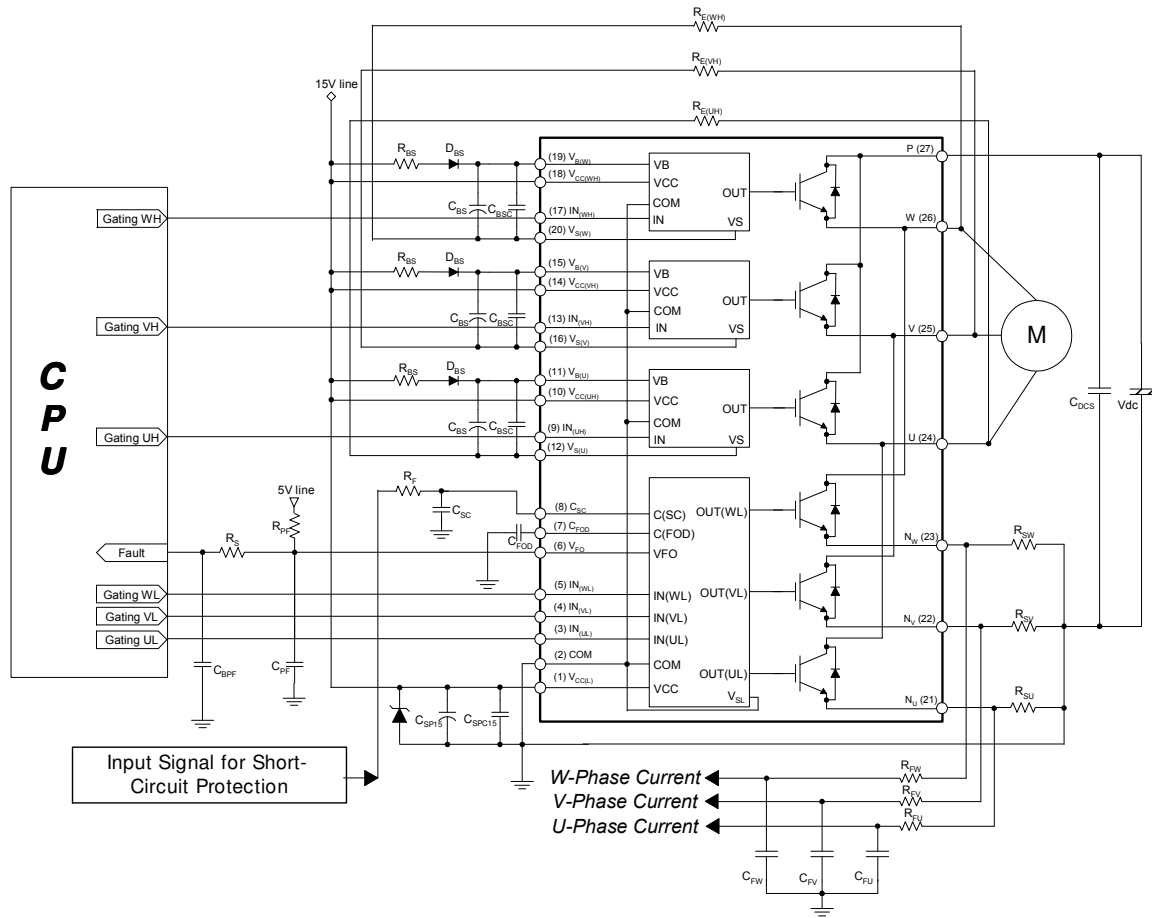 R_E(WH)
R_E(VH)
R_E(UH)
15V line
R_BS D_BS
C_BS C_BSC
R_BS D_BS
C_BS C_BSC
R_BS D_BS
C_BS C_BSC
CPU
Gating WH
Gating VH
Gating UH
Fault
Gating WL
Gating VL
Gating UL
R_S
5V line
R_PF
C_BPF
C_PF
R_F
C_SC
C_FOD
C_SP15 C_SPC15
(19) V_B(W)
(18) V_CC(WH)
(17) IN_(WH)
(20) V_S(W)
VB
VCC
COM
IN
OUT
VS
(15) V_B(V)
(14) V_CC(VH)
(13) IN_(VH)
(16) V_S(V)
VB
VCC
COM
IN
OUT
VS
(11) V_B(U)
(10) V_CC(UH)
(9) IN_(UH)
(12) V_S(U)
VB
VCC
COM
IN
OUT
VS
(8) C_SC
(7) C_FOD
(6) V_FO
(5) IN_(WL)
(4) IN_(VL)
(3) IN_(UL)
(2) COM
(1) V_CC(L)
C(SC)
C(FOD)
VFO
IN(WL)
IN(VL)
IN(UL)
COM
VCC
OUT(WL)
OUT(VL)
OUT(UL)
V_SL
P (27)
W (26)
V (25)
U (24)
N_W (23)
N_V (22)
N_U (21)
M
C_DCS
Vdc
R_SW
R_SV
R_SU
Input Signal for Short-
Circuit Protection
W-Phase Current
V-Phase Current
U-Phase Current
R_FW
R_FV
R_FU
C_FW C_FV C_FU